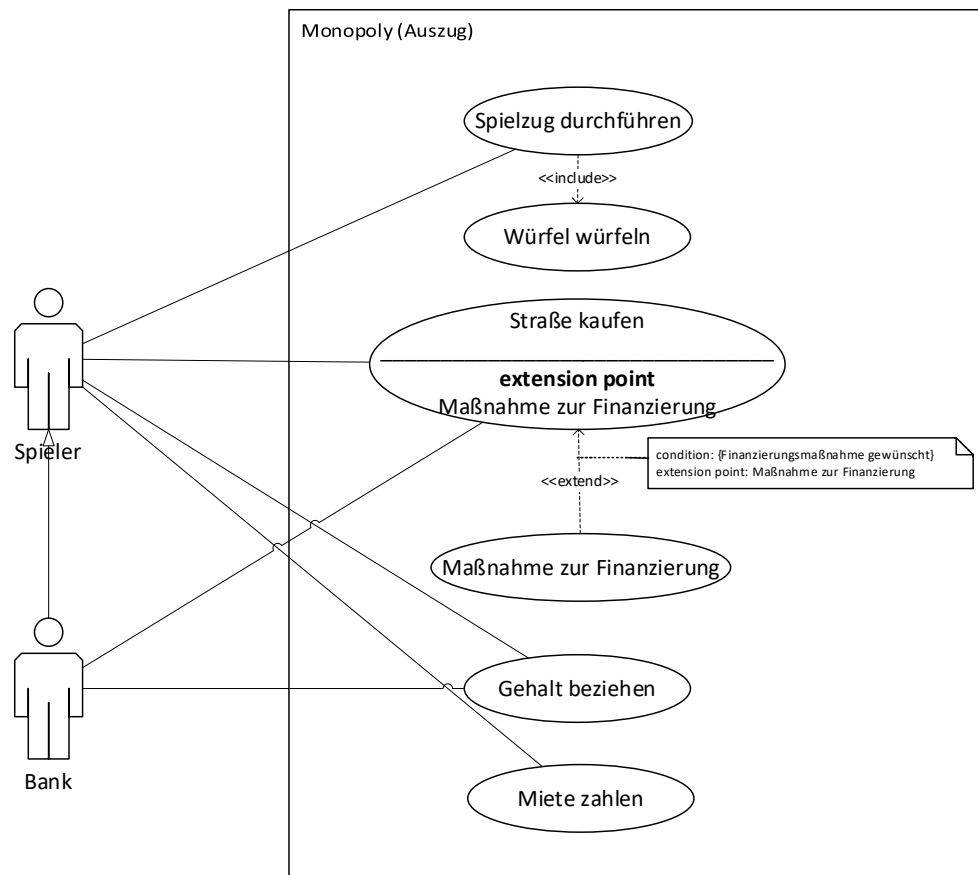 Monopoly (Auszug)
Spielzug durchführen
<<include>>
Würfel würfeln
Straße kaufen
extension point
Maßnahme zur Finanzierung
Spieler
condition: {Finanzierungsmaßnahme gewünscht}
extension point: Maßnahme zur Finanzierung
<<extend>>
Maßnahme zur Finanzierung
Gehalt beziehen
Bank
Miete zahlen